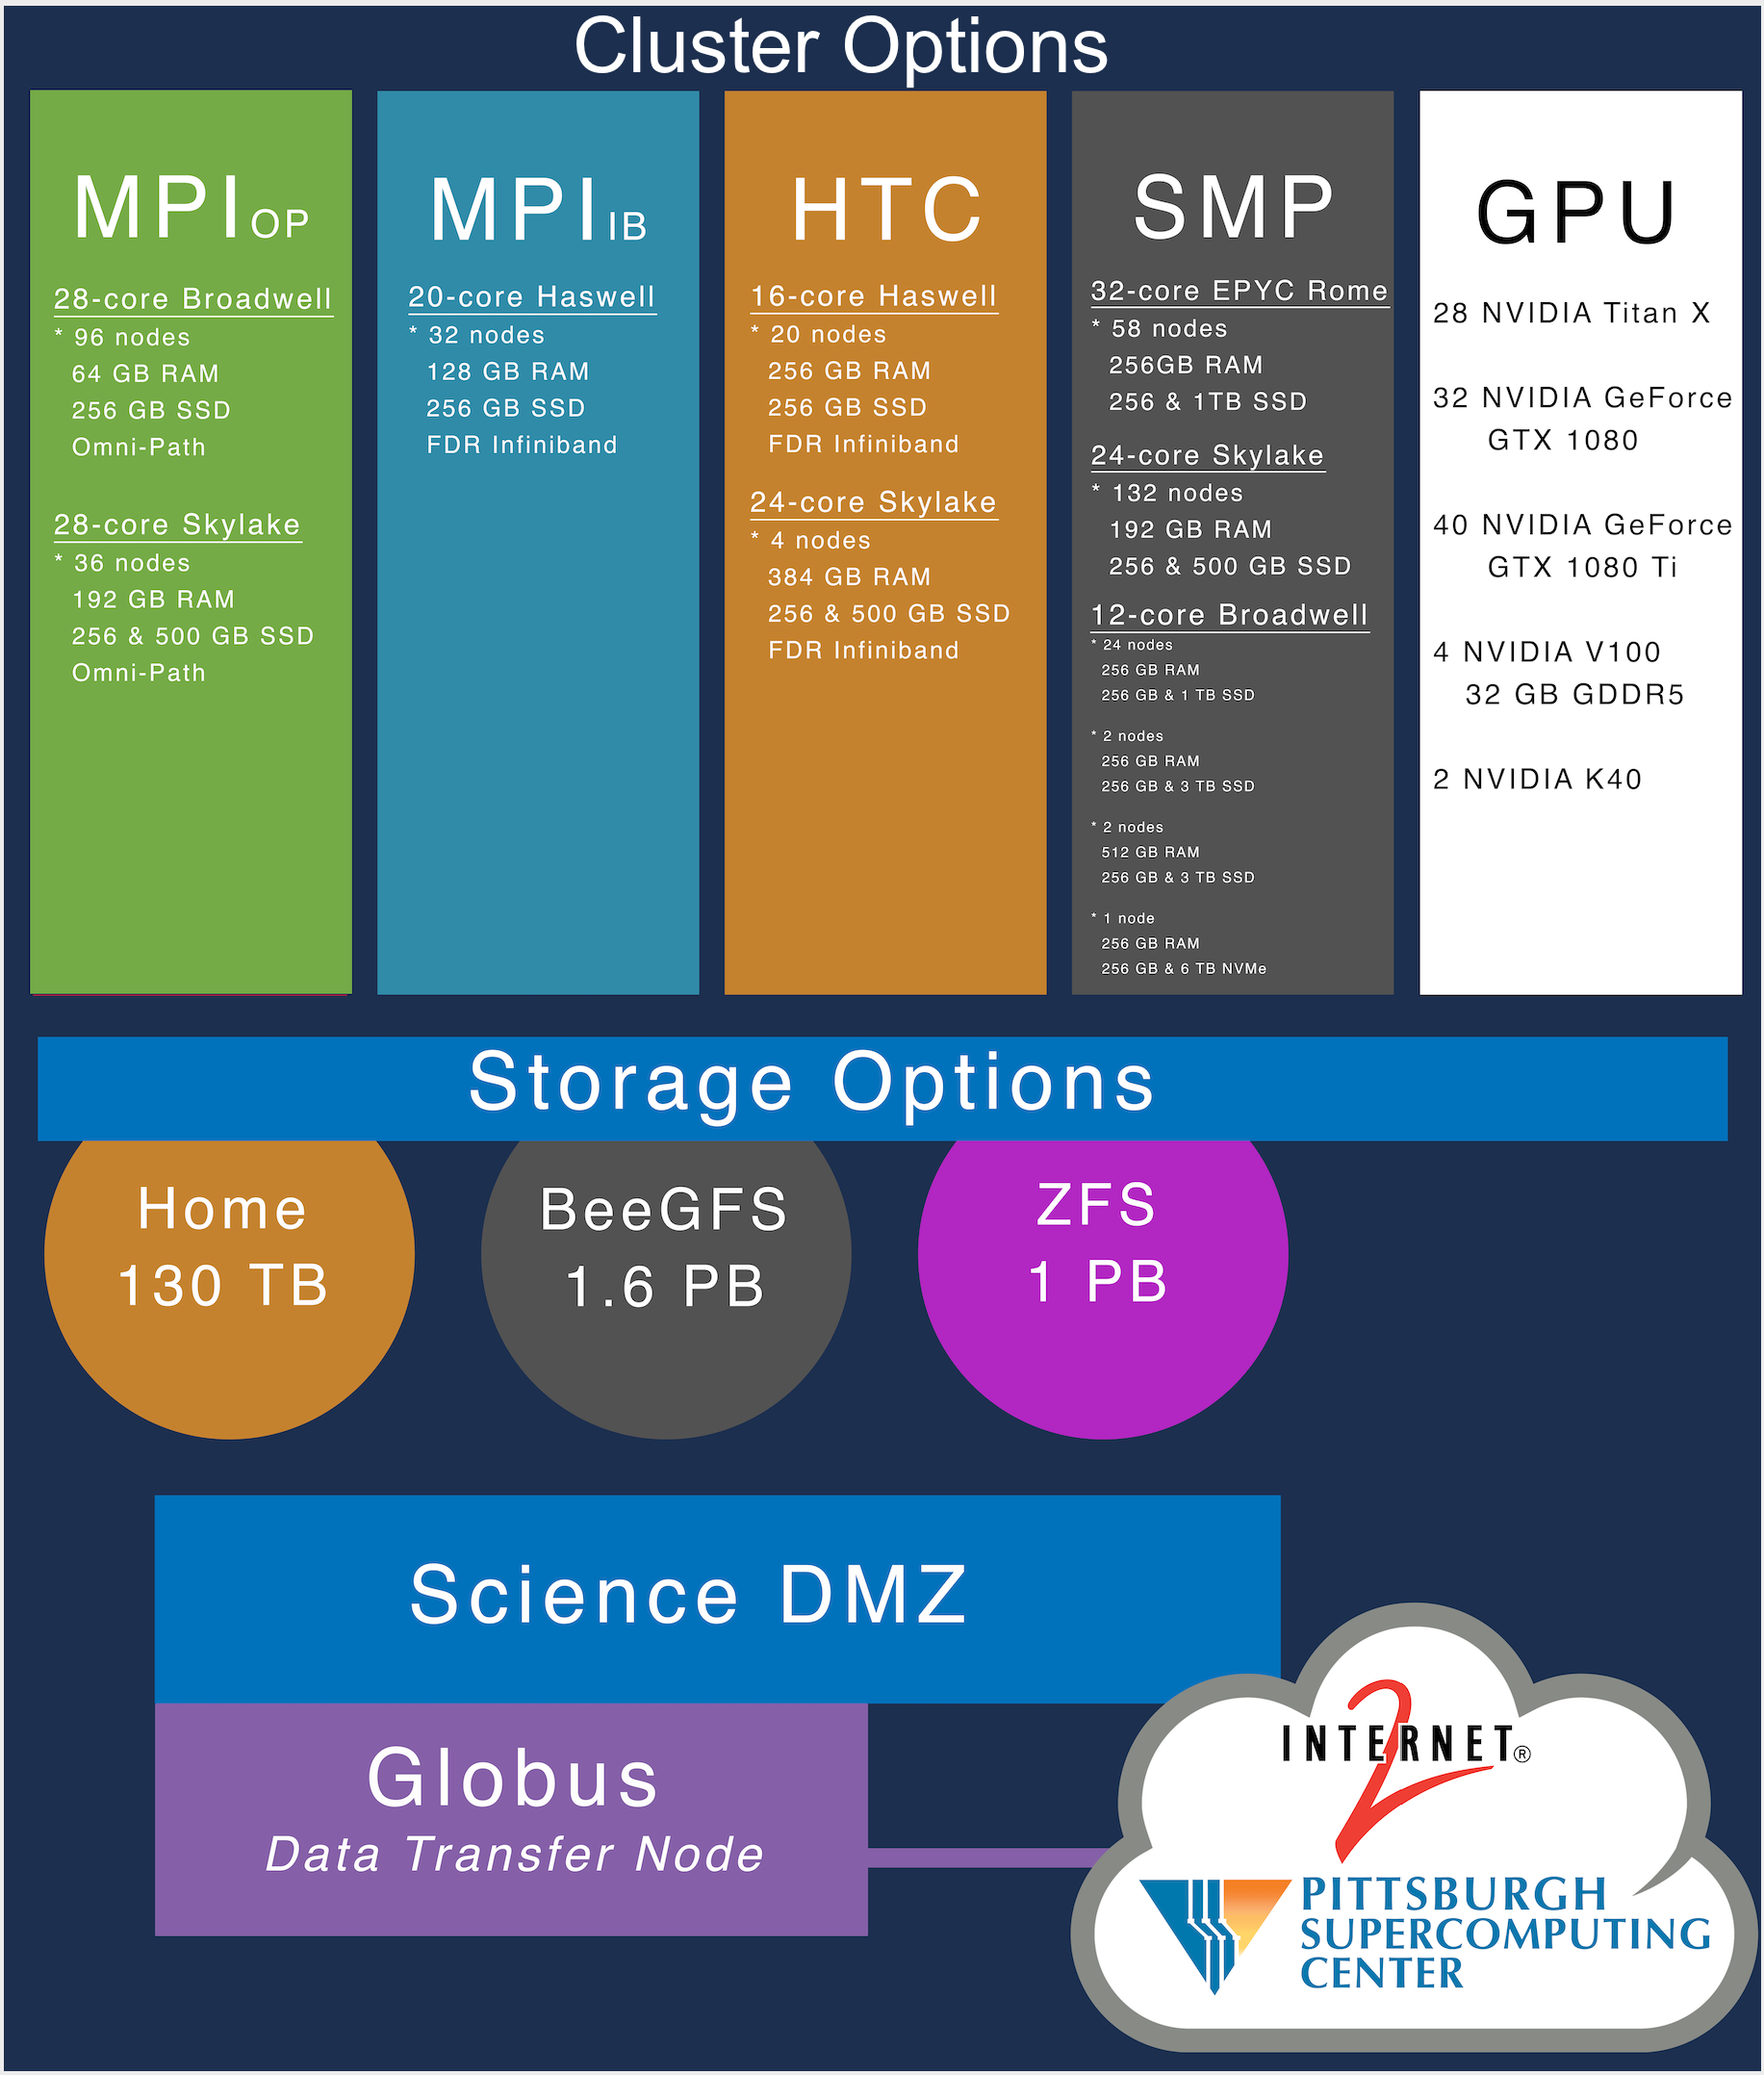 Cluster Options
MPI OP
28-core Broadwell
* 96 nodes
64 GB RAM
256 GB SSD
Omni-Path
28-core Skylake
* 36 nodes
192 GB RAM
256 & 500 GB SSD
Omni-Path
MPI IB
20-core Haswell
* 32 nodes
128 GB RAM
256 GB SSD
FDR Infiniband
HTC
16-core Haswell
* 20 nodes
256 GB RAM
256 GB SSD
FDR Infiniband
24-core Skylake
* 4 nodes
384 GB RAM
256 & 500 GB SSD
FDR Infiniband
SMP
32-core EPYC Rome
* 58 nodes
256GB RAM
256 & 1TB SSD
24-core Skylake
* 132 nodes
192 GB RAM
256 & 500 GB SSD
12-core Broadwell
* 24 nodes
256 GB RAM
256 GB & 1 TB SSD
* 2 nodes
256 GB RAM
256 GB & 3 TB SSD
* 2 nodes
512 GB RAM
256 GB & 3 TB SSD
* 1 node
256 GB RAM
256 GB & 6 TB NVMe
GPU
28 NVIDIA Titan X
32 NVIDIA GeForce
GTX 1080
40 NVIDIA GeForce
GTX 1080 Ti
4 NVIDIA V100
32 GB GDDR5
2 NVIDIA K40
Storage Options
Home
130 TB
BeeGFS
1.6 PB
ZFS
1 PB
Science DMZ
Globus
Data Transfer Node
INTERNET®
2
PITTSBURGH
SUPERCOMPUTING
CENTER